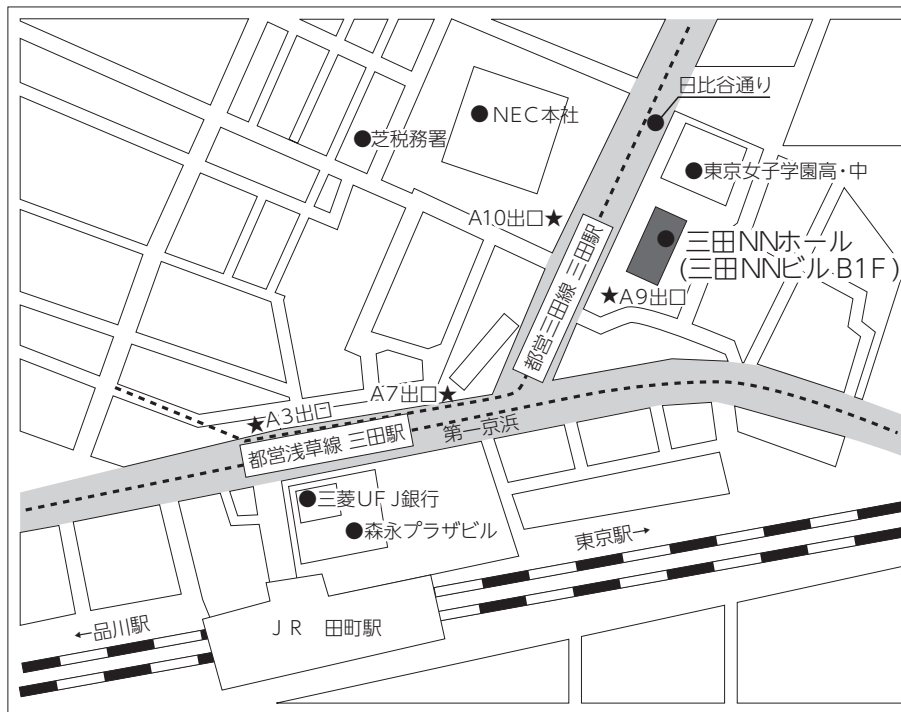 日比谷通り
NEC本社
芝税務署
東京女子学園高・中
A10出口★
三田NNホール
(三田NNビルB1F)
都営三田線 三田駅
★A9出口
A7出口★
★A3出口
第一京浜
都営浅草線 三田駅
三菱UFJ銀行
森永プラザビル
東京駅→
←品川駅
JR 田町駅